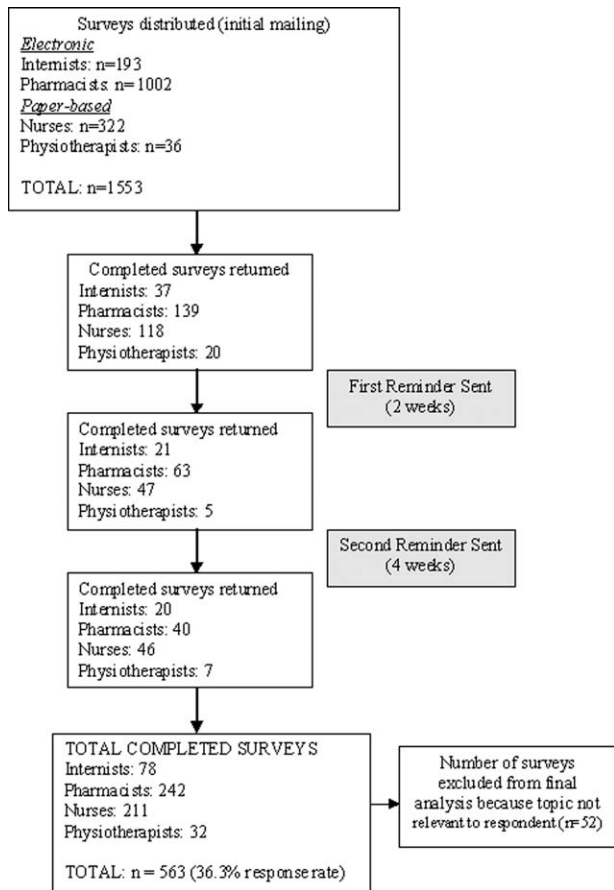 Surveys distributed (initial mailing)
Electronic
Internists: n=193
Pharmacists: n=1002
Paper-based
Nurses: n=322
Physiotherapists: n=36
TOTAL: n=1553
Completed surveys returned
Internists: 37
Pharmacists: 139
Nurses: 118
Physiotherapists: 20
First Reminder Sent
(2 weeks)
Completed surveys returned
Internists: 21
Pharmacists: 63
Nurses: 47
Physiotherapists: 5
Second Reminder Sent
(4 weeks)
Completed surveys returned
Internists: 20
Pharmacists: 40
Nurses: 46
Physiotherapists: 7
TOTAL COMPLETED SURVEYS
Internists: 78
Pharmacists: 242
Nurses: 211
Physiotherapists: 32
TOTAL: n = 563 (36.3% response rate)
Number of surveys
excluded from final
analysis because topic not
relevant to respondent (n=52)